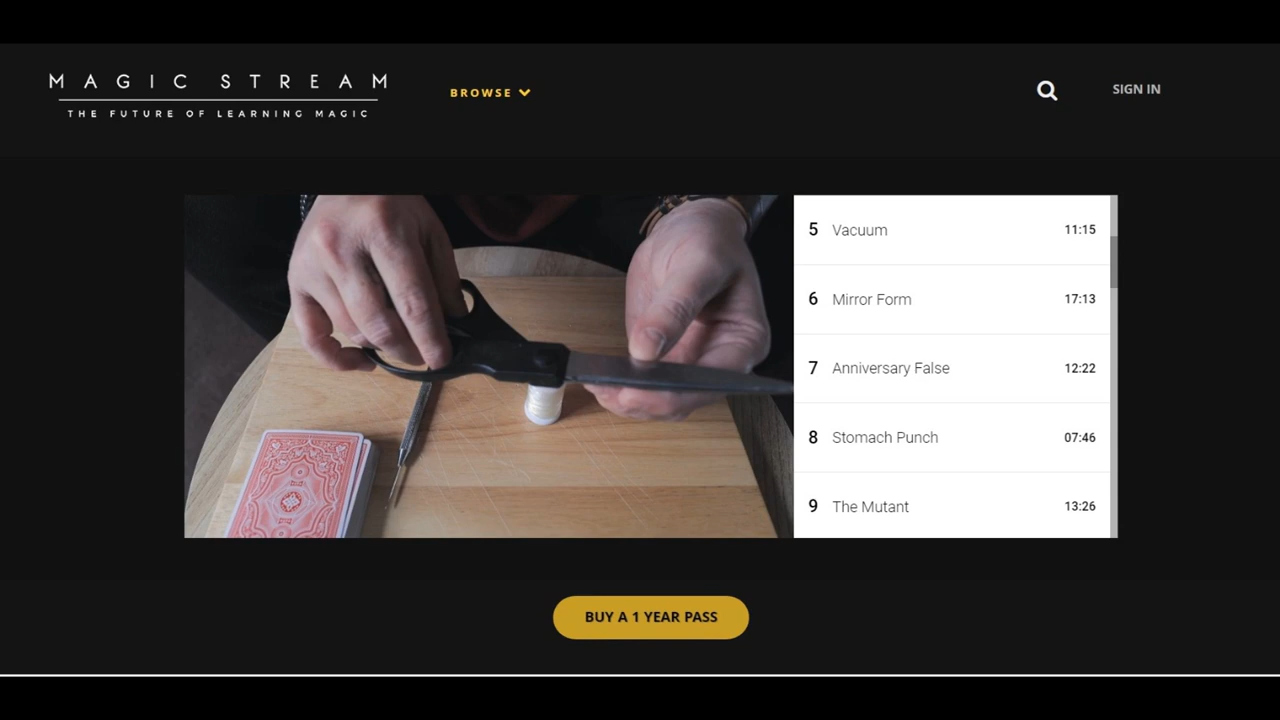 MAGIC STREAM
THE FUTURE OF LEARNING MAGIC
BROWSE
SIGN IN
5 Vacuum 11:15
6 Mirror Form 17:13
7 Anniversary False 12:22
8 Stomach Punch 07:46
9 The Mutant 13:26
BUY A 1 YEAR PASS